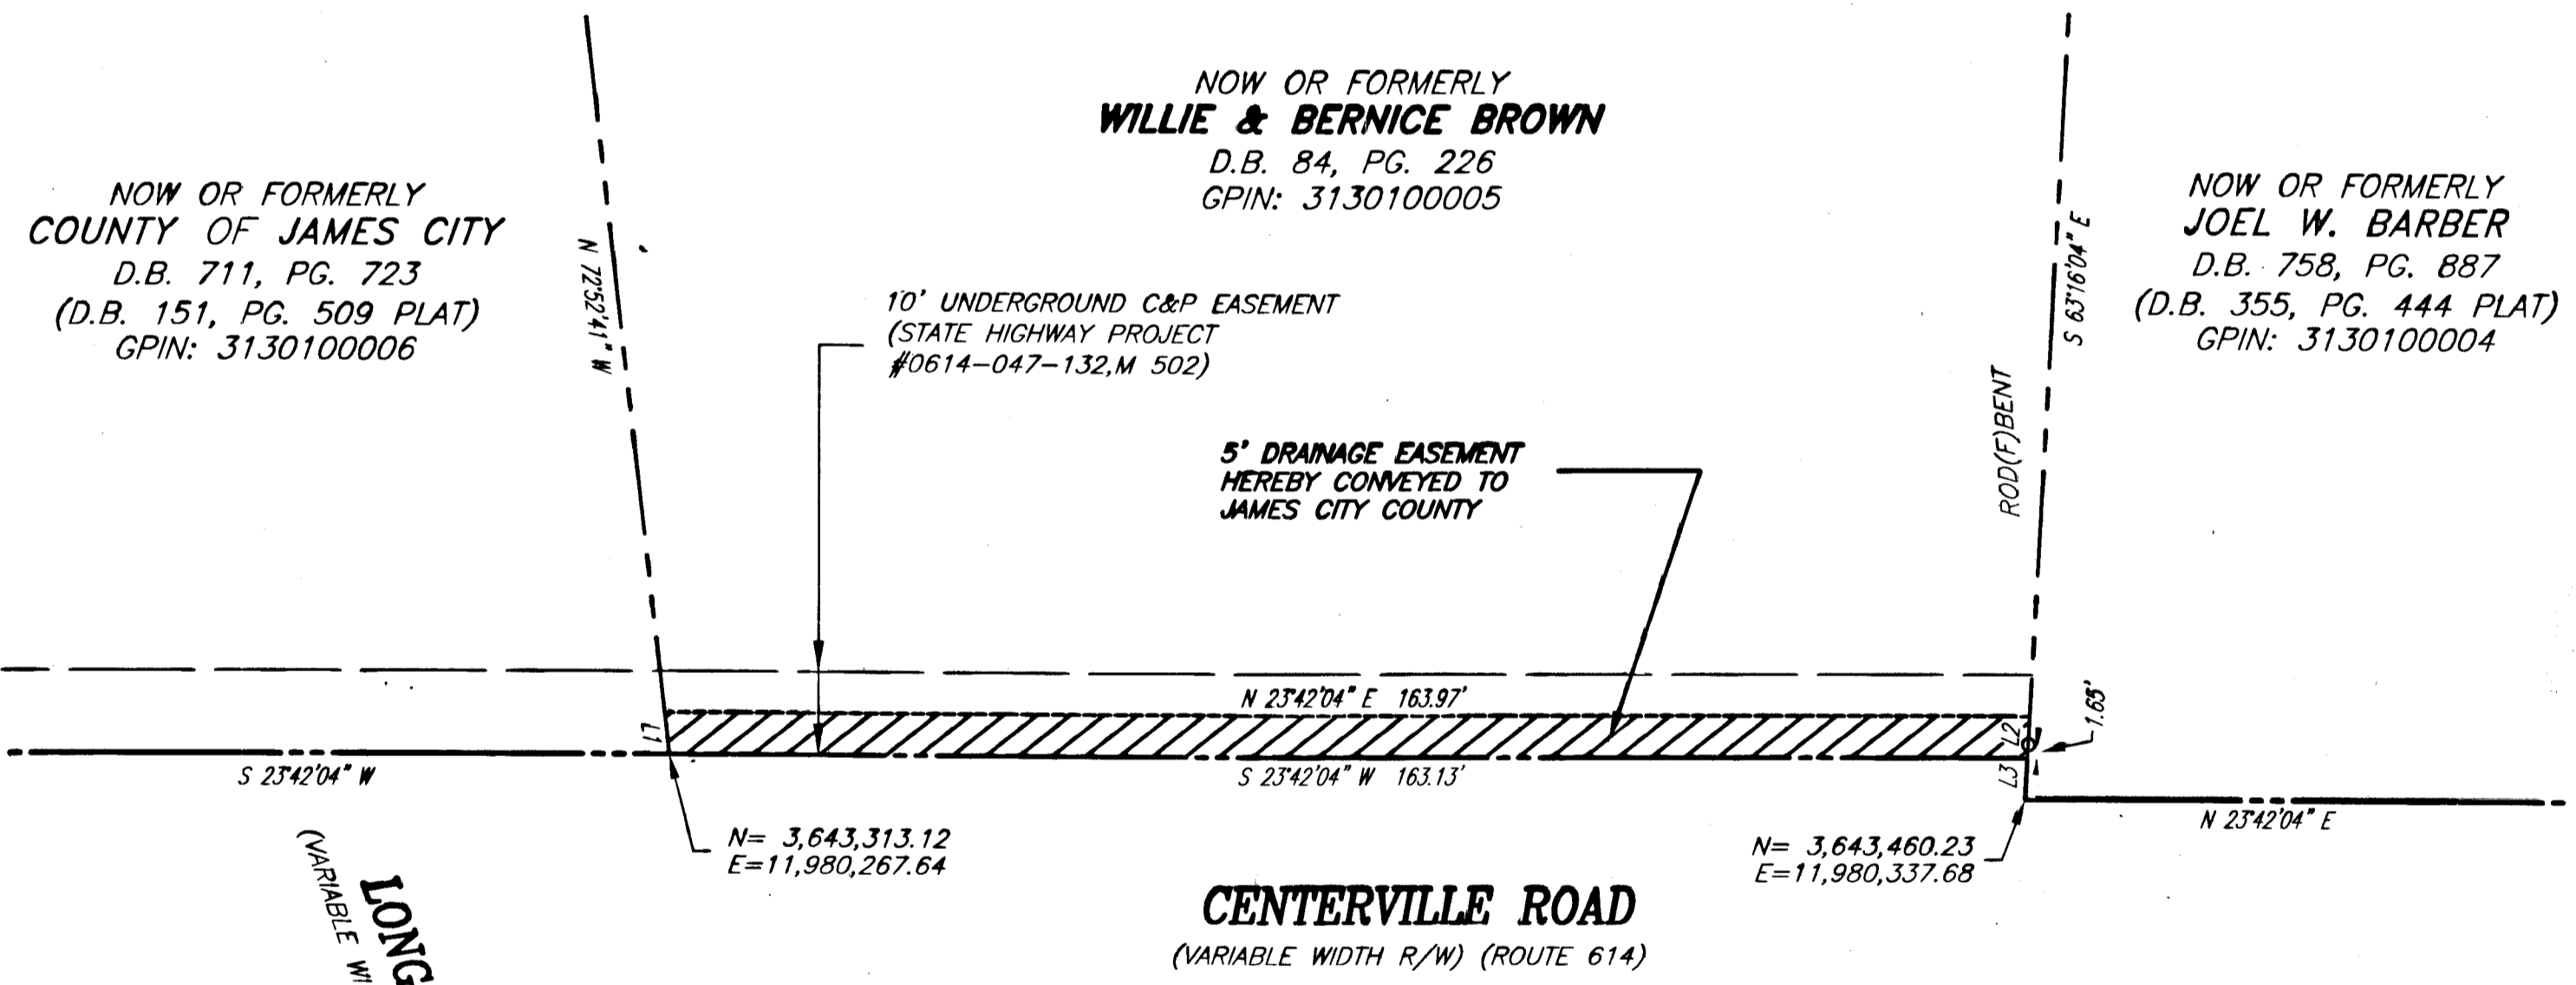 NOW OR FORMERLY
WILLIE & BERNICE BROWN
D.B. 84, PG. 226
GPIN: 3130100005
NOW OR FORMERLY
COUNTY OF JAMES CITY
D.B. 711, PG. 723
(D.B. 151, PG. 509 PLAT)
GPIN: 3130100006
NOW OR FORMERLY
JOEL W. BARBER
D.B. 758, PG. 887
(D.B. 355, PG. 444 PLAT)
GPIN: 3130100004
N 72°52'41" W
S 63°16'04" E
10' UNDERGROUND C&P EASEMENT
(STATE HIGHWAY PROJECT
#0614-047-132,M 502)
ROD(F)BENT
5' DRAINAGE EASEMENT
HEREBY CONVEYED TO
JAMES CITY COUNTY
N 23°42'04" E 163.97'
L1
L2
1.65'
L3
S 23°42'04" W
S 23°42'04" W 163.13'
N 23°42'04" E
N= 3,643,313.12
E=11,980,267.64
N= 3,643,460.23
E=11,980,337.68
LONG
(VARIABLE WI
CENTERVILLE ROAD
(VARIABLE WIDTH R/W) (ROUTE 614)